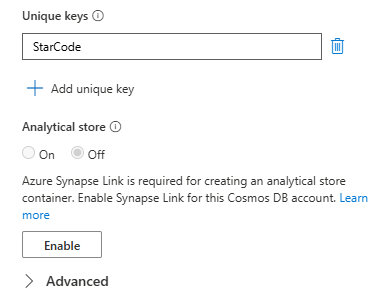 Unique keys
StarCode
Add unique key
Analytical store
On Off
Azure Synapse Link is required for creating an analytical store
container. Enable Synapse Link for this Cosmos DB account. Learn
more
Enable
Advanced